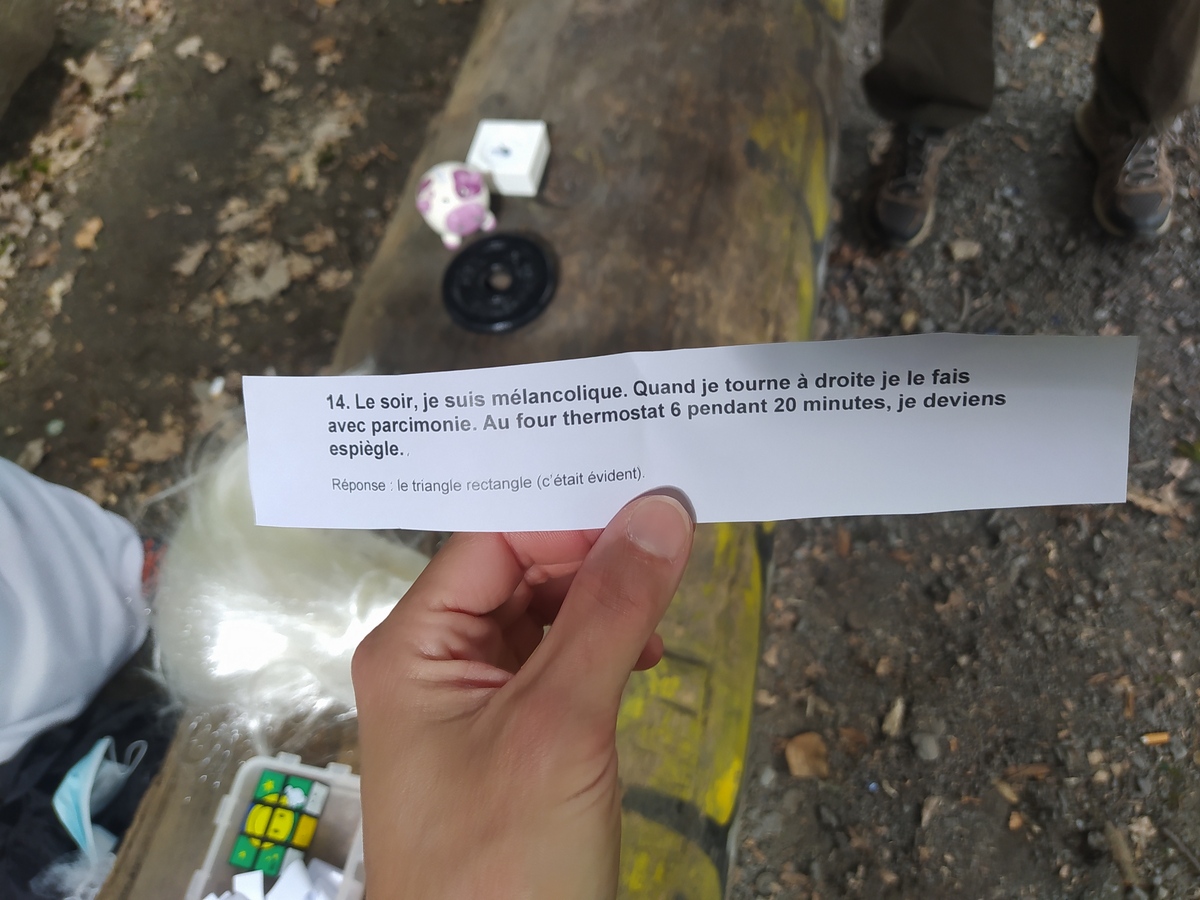 14. Le soir, je suis mélancolique. Quand je tourne à droite je le fais
avec parcimonie. Au four thermostat 6 pendant 20 minutes, je deviens
espiègle.
Réponse : le triangle rectangle (c'était évident).